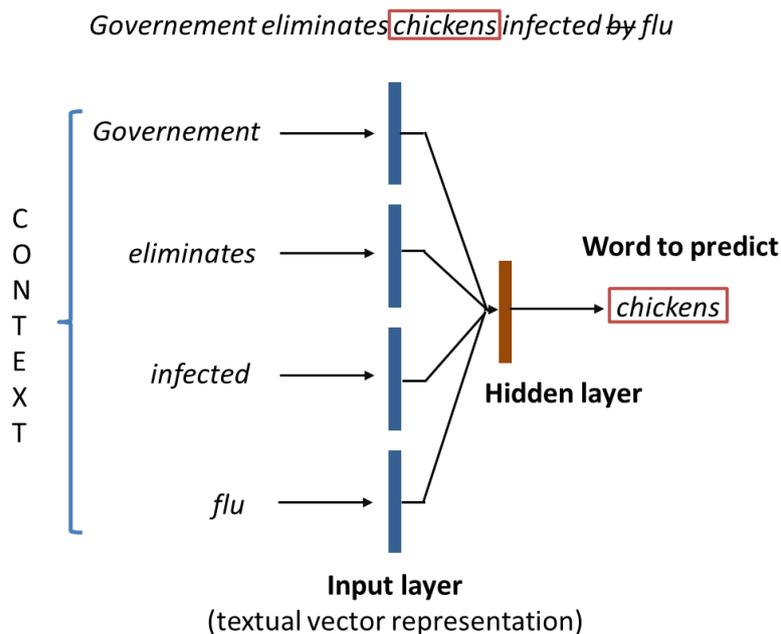 Governement eliminates chickens infected by flu
Governement
C
O
N
T
E
X
T
eliminates
Word to predict
chickens
infected
Hidden layer
flu
Input layer
(textual vector representation)